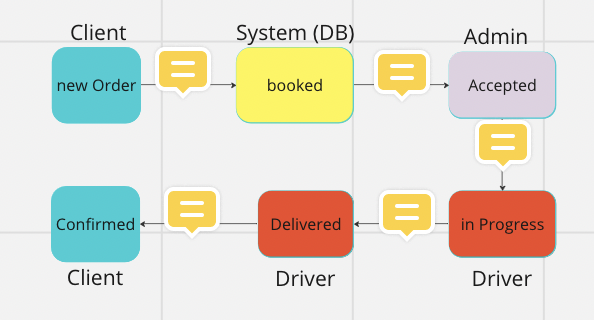 Client
System (DB)
Admin
new Order
booked
Accepted
Confirmed
Delivered
in Progress
Client
Driver
Driver